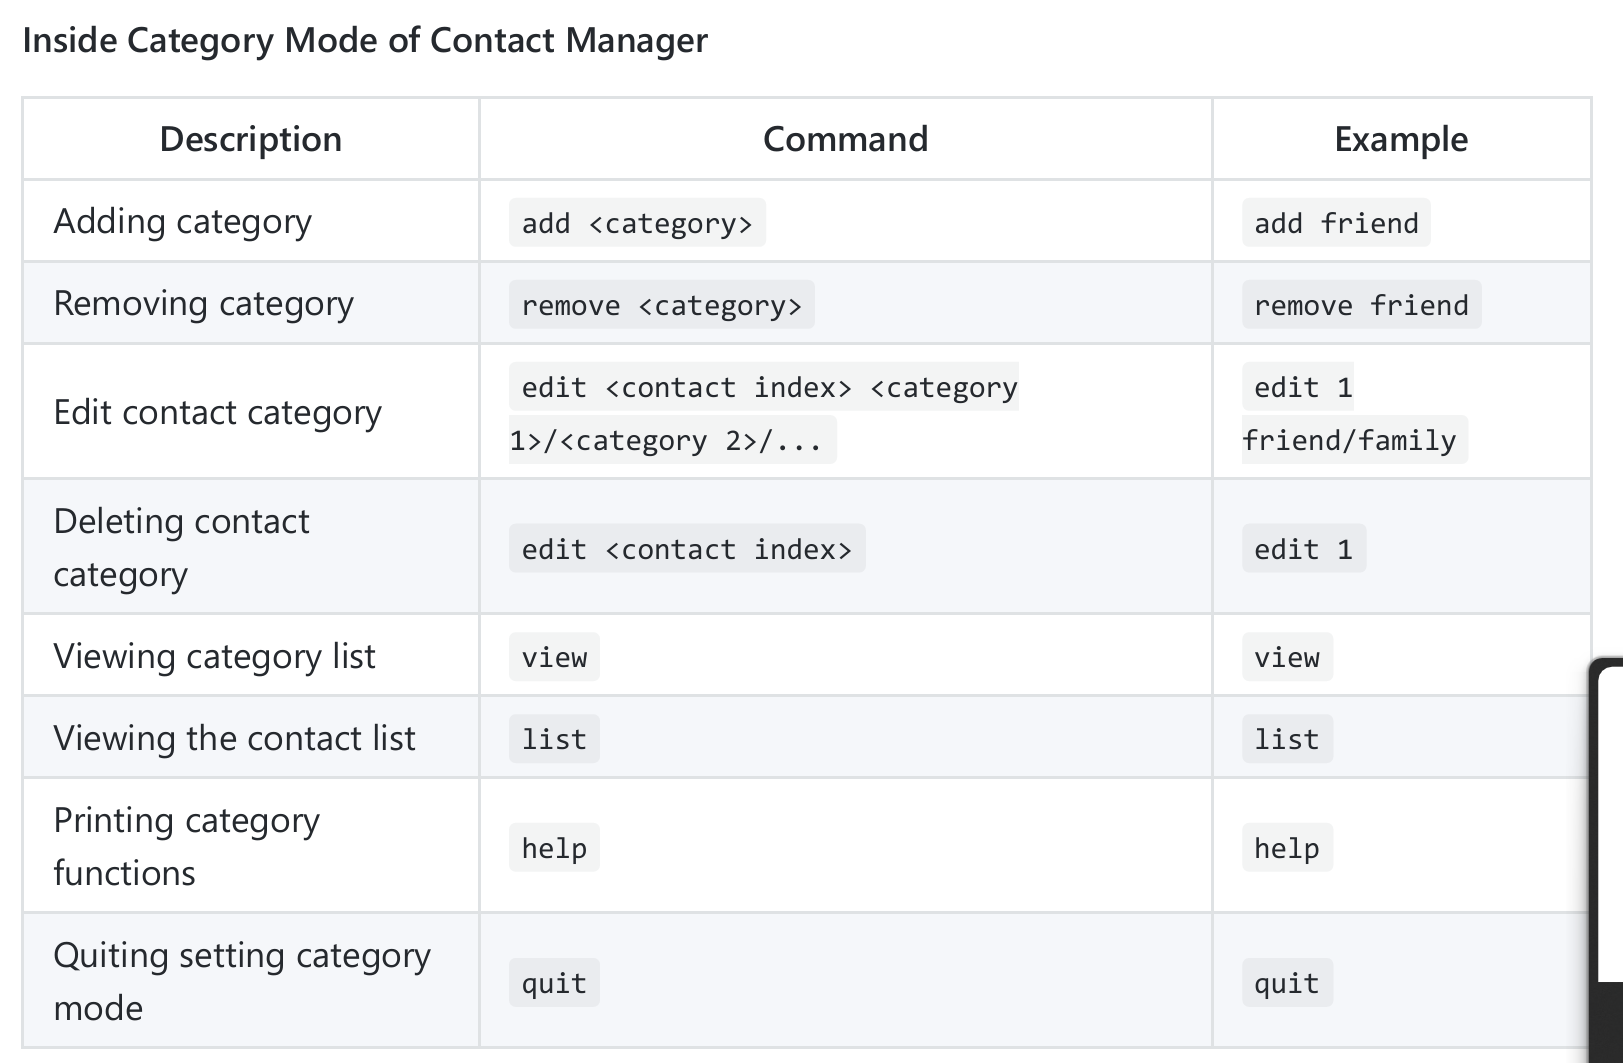 Inside Category Mode of Contact Manager
Description Command Example
Adding category add <category> add friend
Removing category remove <category> remove friend
Edit contact category edit <contact index> <category 1>/<category 2>/... edit 1 friend/family
Deleting contact category edit <contact index> edit 1
Viewing category list view view
Viewing the contact list list list
Printing category functions help help
Quiting setting category mode quit quit